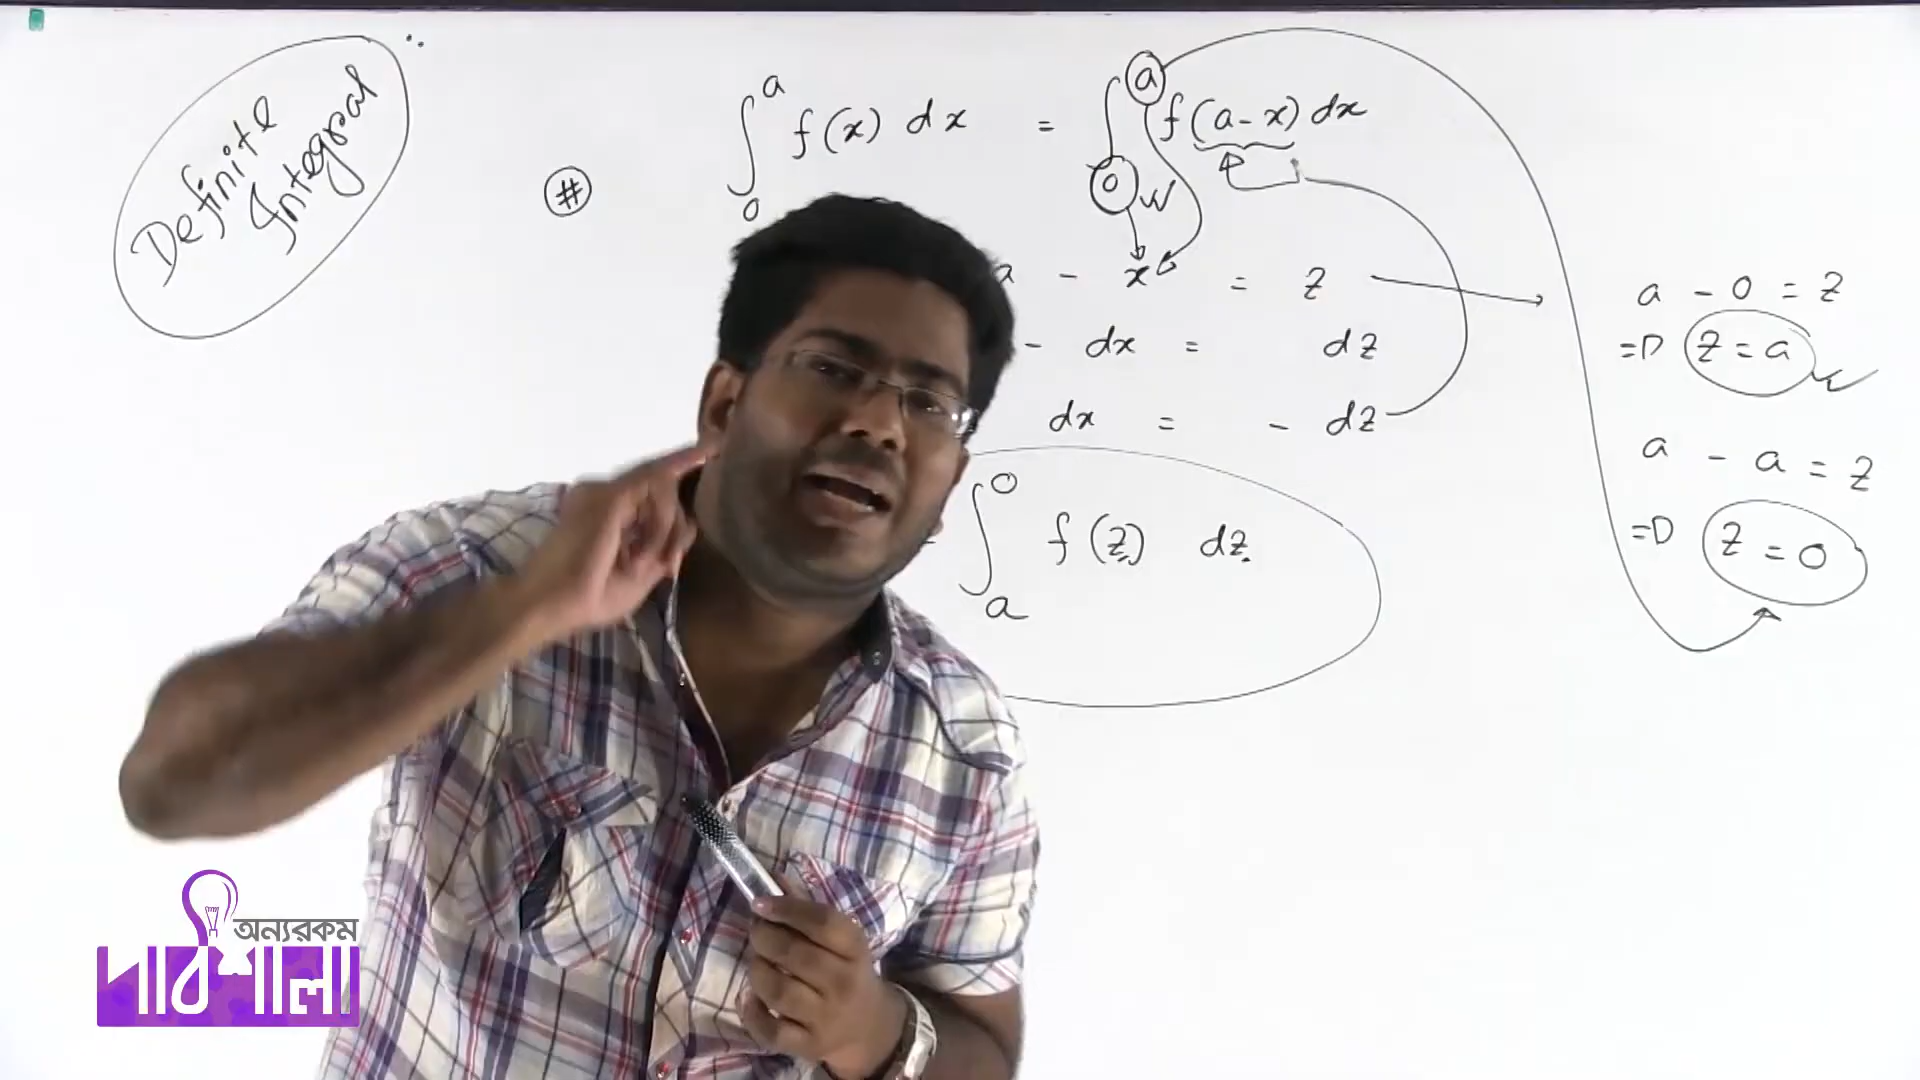 Definite
Integral
# ∫₀ᵃ f(x) dx = ∫₀ᵃ f(a-x) dx
a - x = z
- dx = dz
dx = - dz
- ∫ₐ⁰ f(z) dz
a - 0 = z
⇒ z = a
a - a = z
⇒ z = 0
অন্যরকম
পাঠশালা